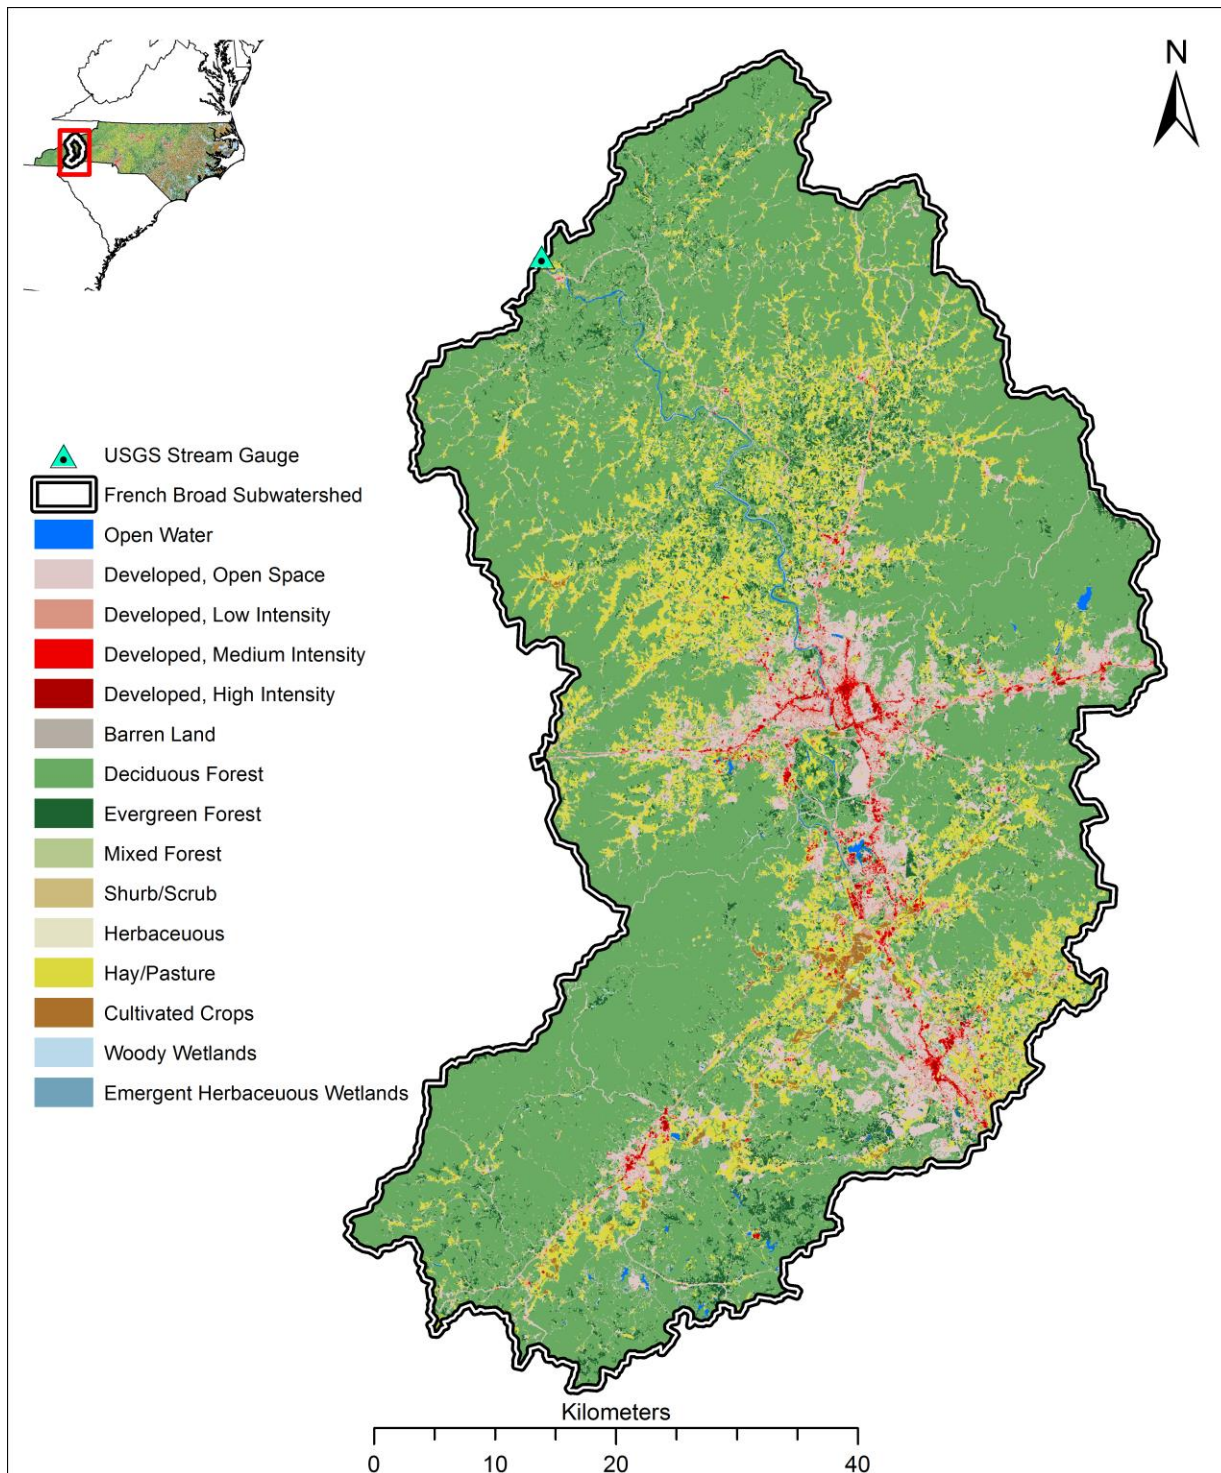 N
USGS Stream Gauge
French Broad Subwatershed
Open Water
Developed, Open Space
Developed, Low Intensity
Developed, Medium Intensity
Developed, High Intensity
Barren Land
Deciduous Forest
Evergreen Forest
Mixed Forest
Shurb/Scrub
Herbaceuous
Hay/Pasture
Cultivated Crops
Woody Wetlands
Emergent Herbaceuous Wetlands
Kilometers
0 10 20 40